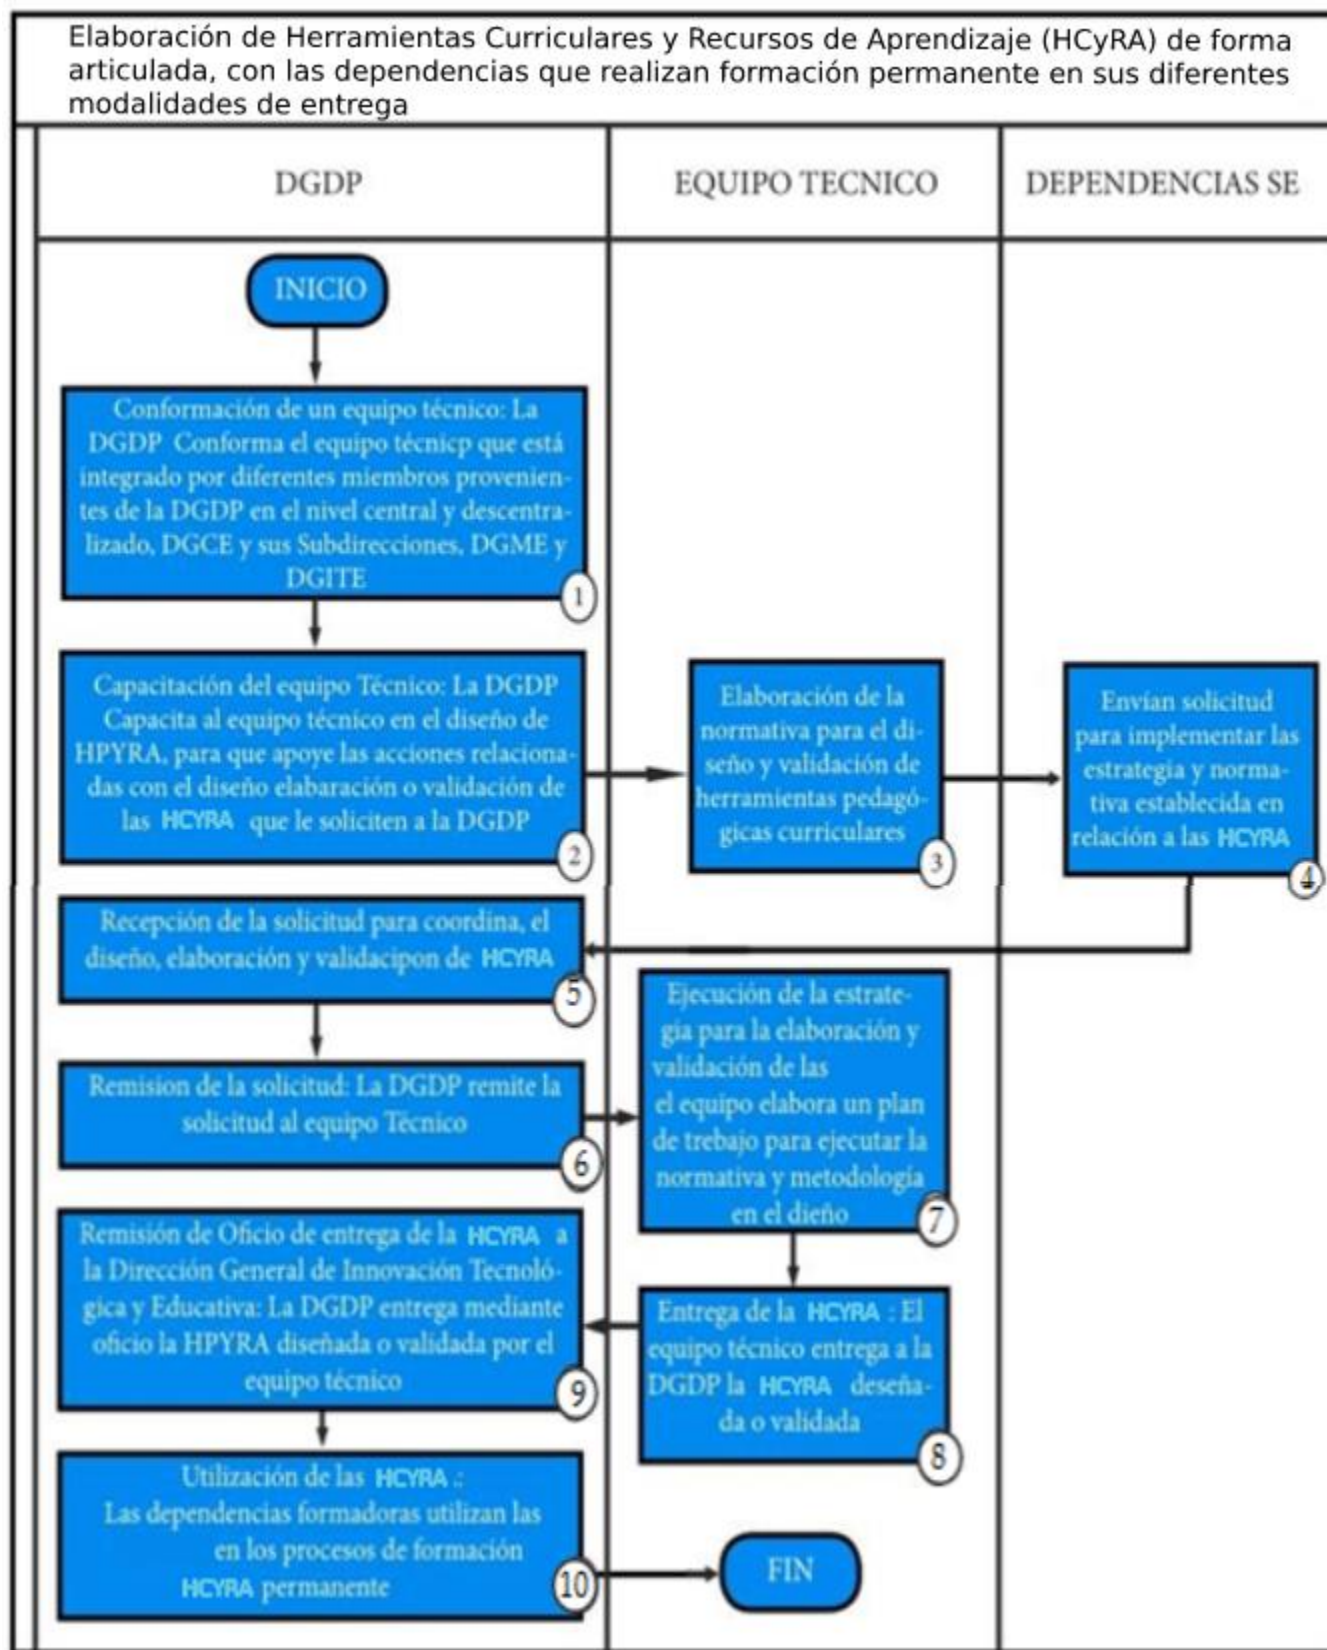 Elaboración de Herramientas Curriculares y Recursos de Aprendizaje (HCyRA) de forma
articulada, con las dependencias que realizan formación permanente en sus diferentes
modalidades de entrega
DGDP
EQUIPO TECNICO
DEPENDENCIAS SE
INICIO
Conformación de un equipo técnico: La
DGDP Conforma el equipo técnicp que está
integrado por diferentes miembros provenien-
tes de la DGDP en el nivel central y descentra-
lizado, DGCE y sus Subdirecciones, DGME y
DGITE
1
Capacitación del equipo Técnico: La DGDP
Capacita al equipo técnico en el diseño de
HPYRA, para que apoye las acciones relaciona-
das con el diseño elabaración o validación de
las HCYRA que le soliciten a la DGDP
2
Elaboración de la
normativa para el di-
seño y validación de
herramientas pedagó-
gicas curriculares
3
Envían solicitud
para implementar las
estrategia y norma-
tiva establecida en
relación a las HCYRA
4
Recepción de la solicitud para coordina, el
diseño, elaboración y validacipon de HCYRA
5
Remision de la solicitud: La DGDP remite la
solicitud al equipo Técnico
6
Ejecución de la estrate-
gia para la elaboración y
validación de las
el equipo elabora un plan
de trabajo para ejecutar la
normativa y metodología
en el dieño
7
Entrega de la HCYRA : El
equipo técnico entrega a la
DGDP la HCYRA deseña-
da o validada
8
Remisión de Oficio de entrega de la HCYRA a
la Dirección General de Innovación Tecnoló-
gica y Educativa: La DGDP entrega mediante
oficio la HPYRA diseñada o validada por el
equipo técnico
9
Utilización de las HCYRA .:
Las dependencias formadoras utilizan las
en los procesos de formación
HCYRA permanente
10
FIN